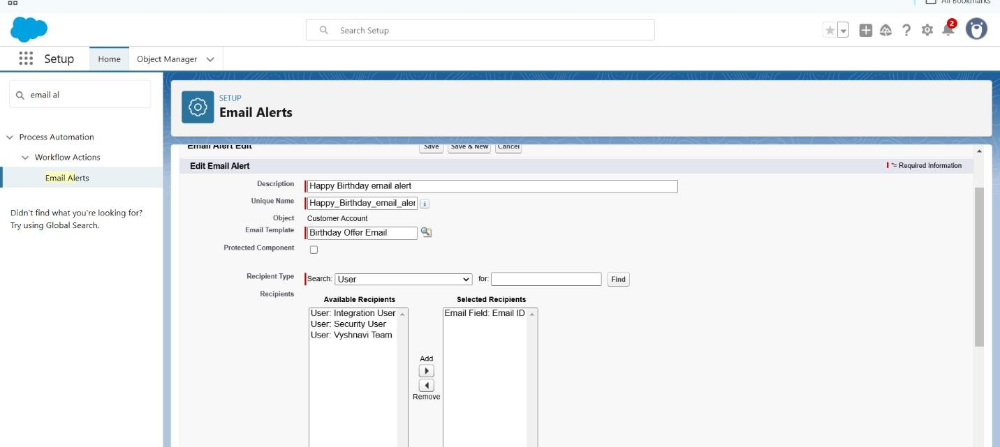 All Bookmarks
Search Setup
2
Setup
Home
Object Manager
email al
SETUP
Email Alerts
Process Automation
Workflow Actions
Email Alerts
Didn't find what you're looking for?
Try using Global Search.
Email Alert Edit
Save
Save & New
Cancel
Edit Email Alert
= Required Information
Description
Happy Birthday email alert
Unique Name
Happy_Birthday_email_aler
i
Object
Customer Account
Email Template
Birthday Offer Email
Protected Component
Recipient Type
Search:
User
for:
Find
Recipients
Available Recipients
Selected Recipients
User: Integration User
User: Security User
User: Vyshnavi Team
Email Field: Email ID
Add
Remove